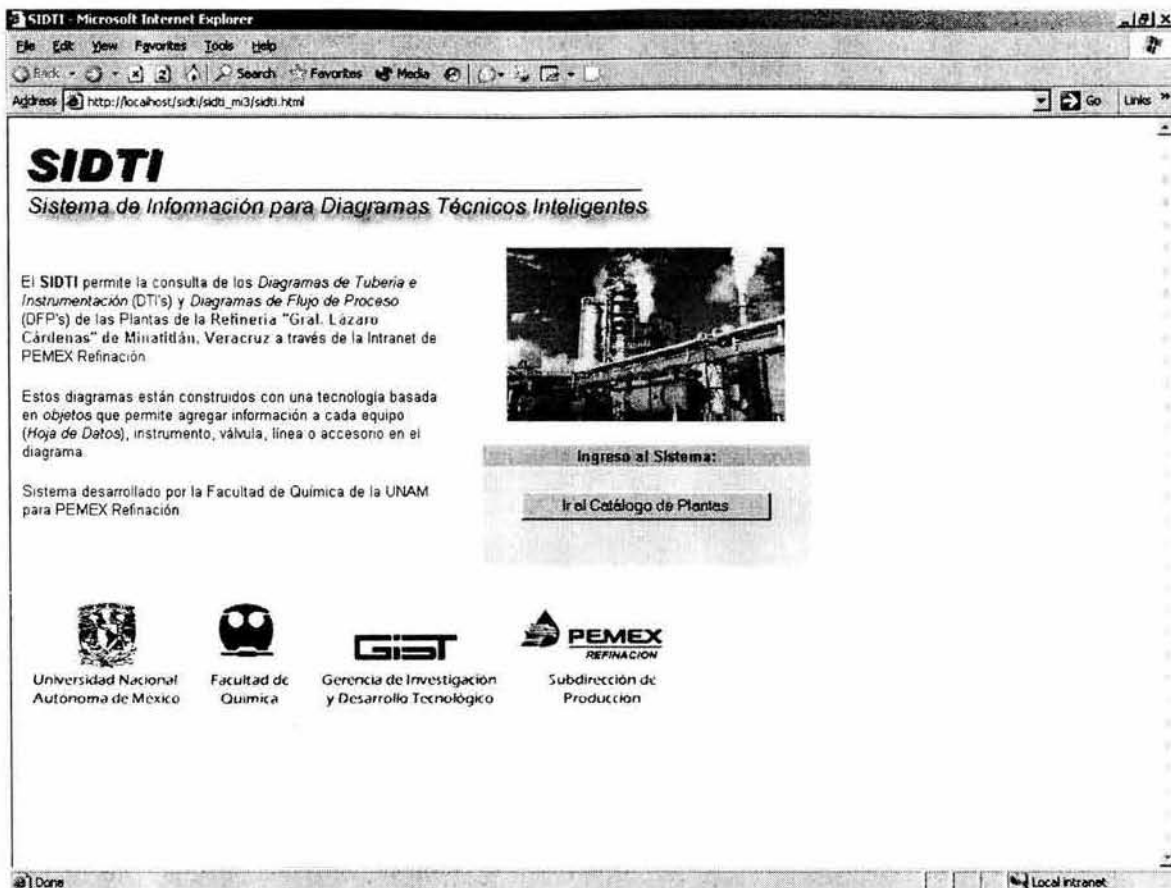 SIDTI - Microsoft Internet Explorer
File Edit View Favorites Tools Help
Back Search Favorites Media
Address http://localhost/sidti/sidti_mi3/sidti.html Go Links »
SIDTI
Sistema de Información para Diagramas Técnicos Inteligentes
El SIDTI permite la consulta de los Diagramas de Tubería e
Instrumentación (DTI's) y Diagramas de Flujo de Proceso
(DFP's) de las Plantas de la Refinería "Gral. Lázaro
Cárdenas" de Minatitlán, Veracruz a través de la Intranet de
PEMEX Refinación
Estos diagramas están construidos con una tecnología basada
en objetos que permite agregar información a cada equipo
(Hoja de Datos), instrumento, válvula, línea o accesorio en el
diagrama.
Sistema desarrollado por la Facultad de Química de la UNAM
para PEMEX Refinación
Ingreso al Sistema:
Ir al Catálogo de Plantas
GIDT
PEMEX
REFINACION
Universidad Nacional
Autónoma de México
Facultad de
Química
Gerencia de Investigación
y Desarrollo Tecnológico
Subdirección de
Producción
Done
Local intranet